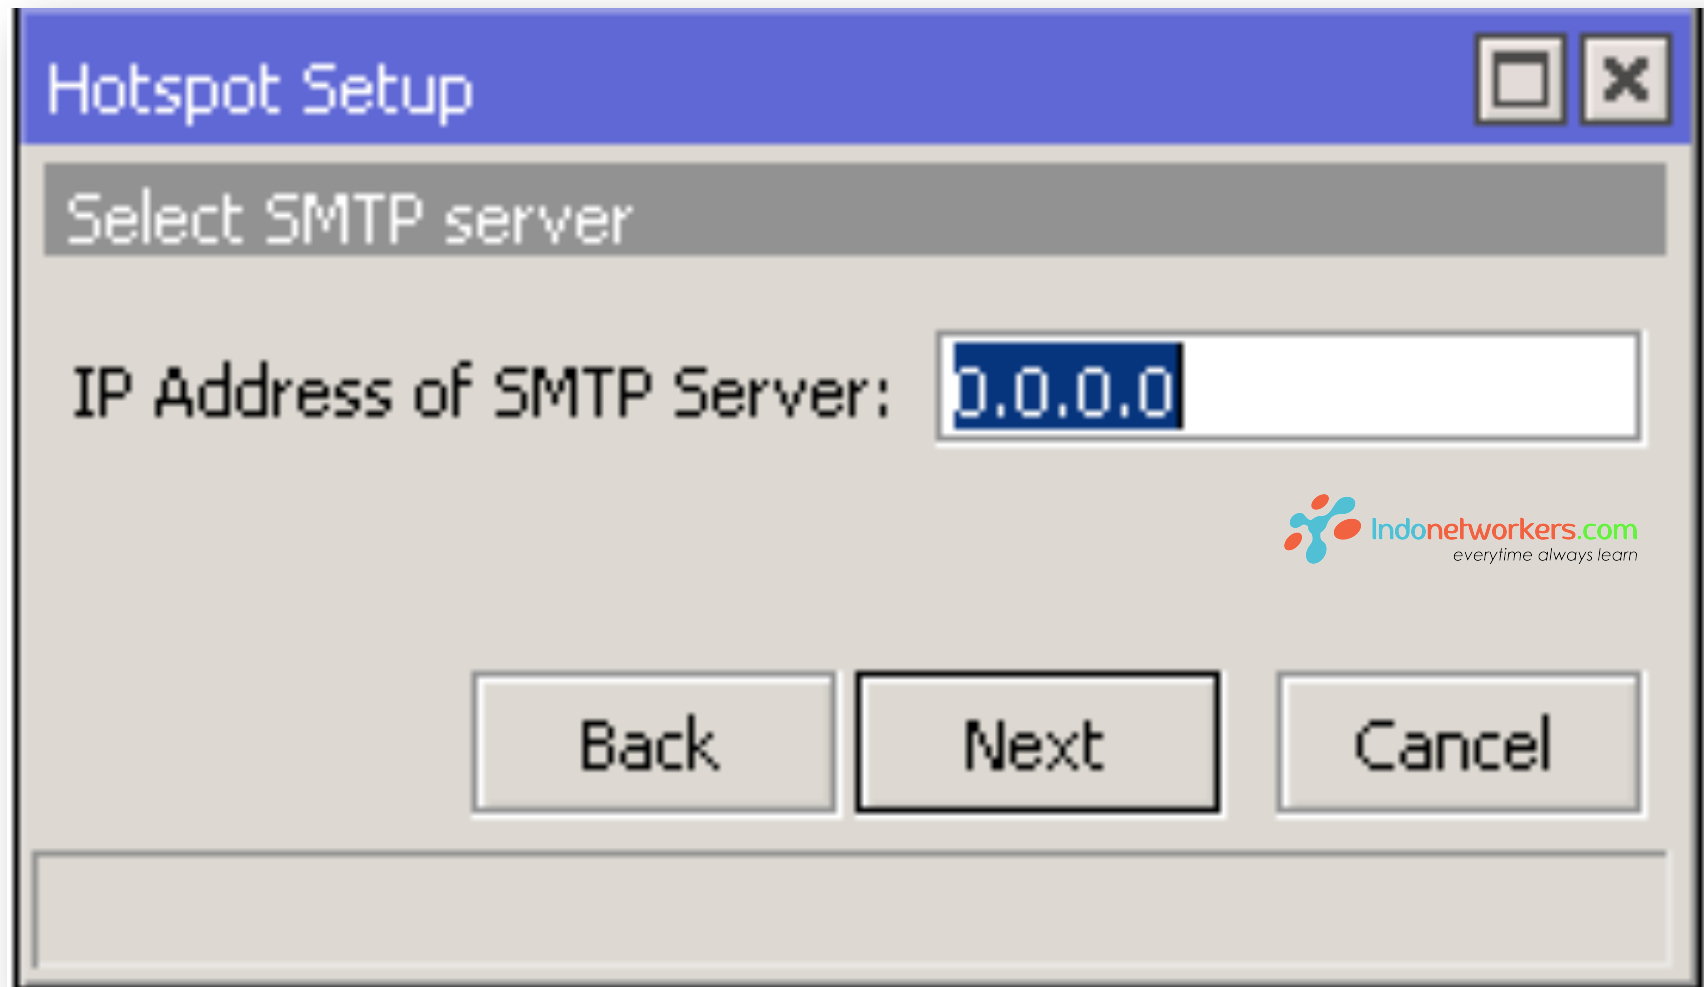 Hotspot Setup
Select SMTP server
IP Address of SMTP Server: 0.0.0.0
Indonetworkers.com
everytime always learn
Back Next Cancel